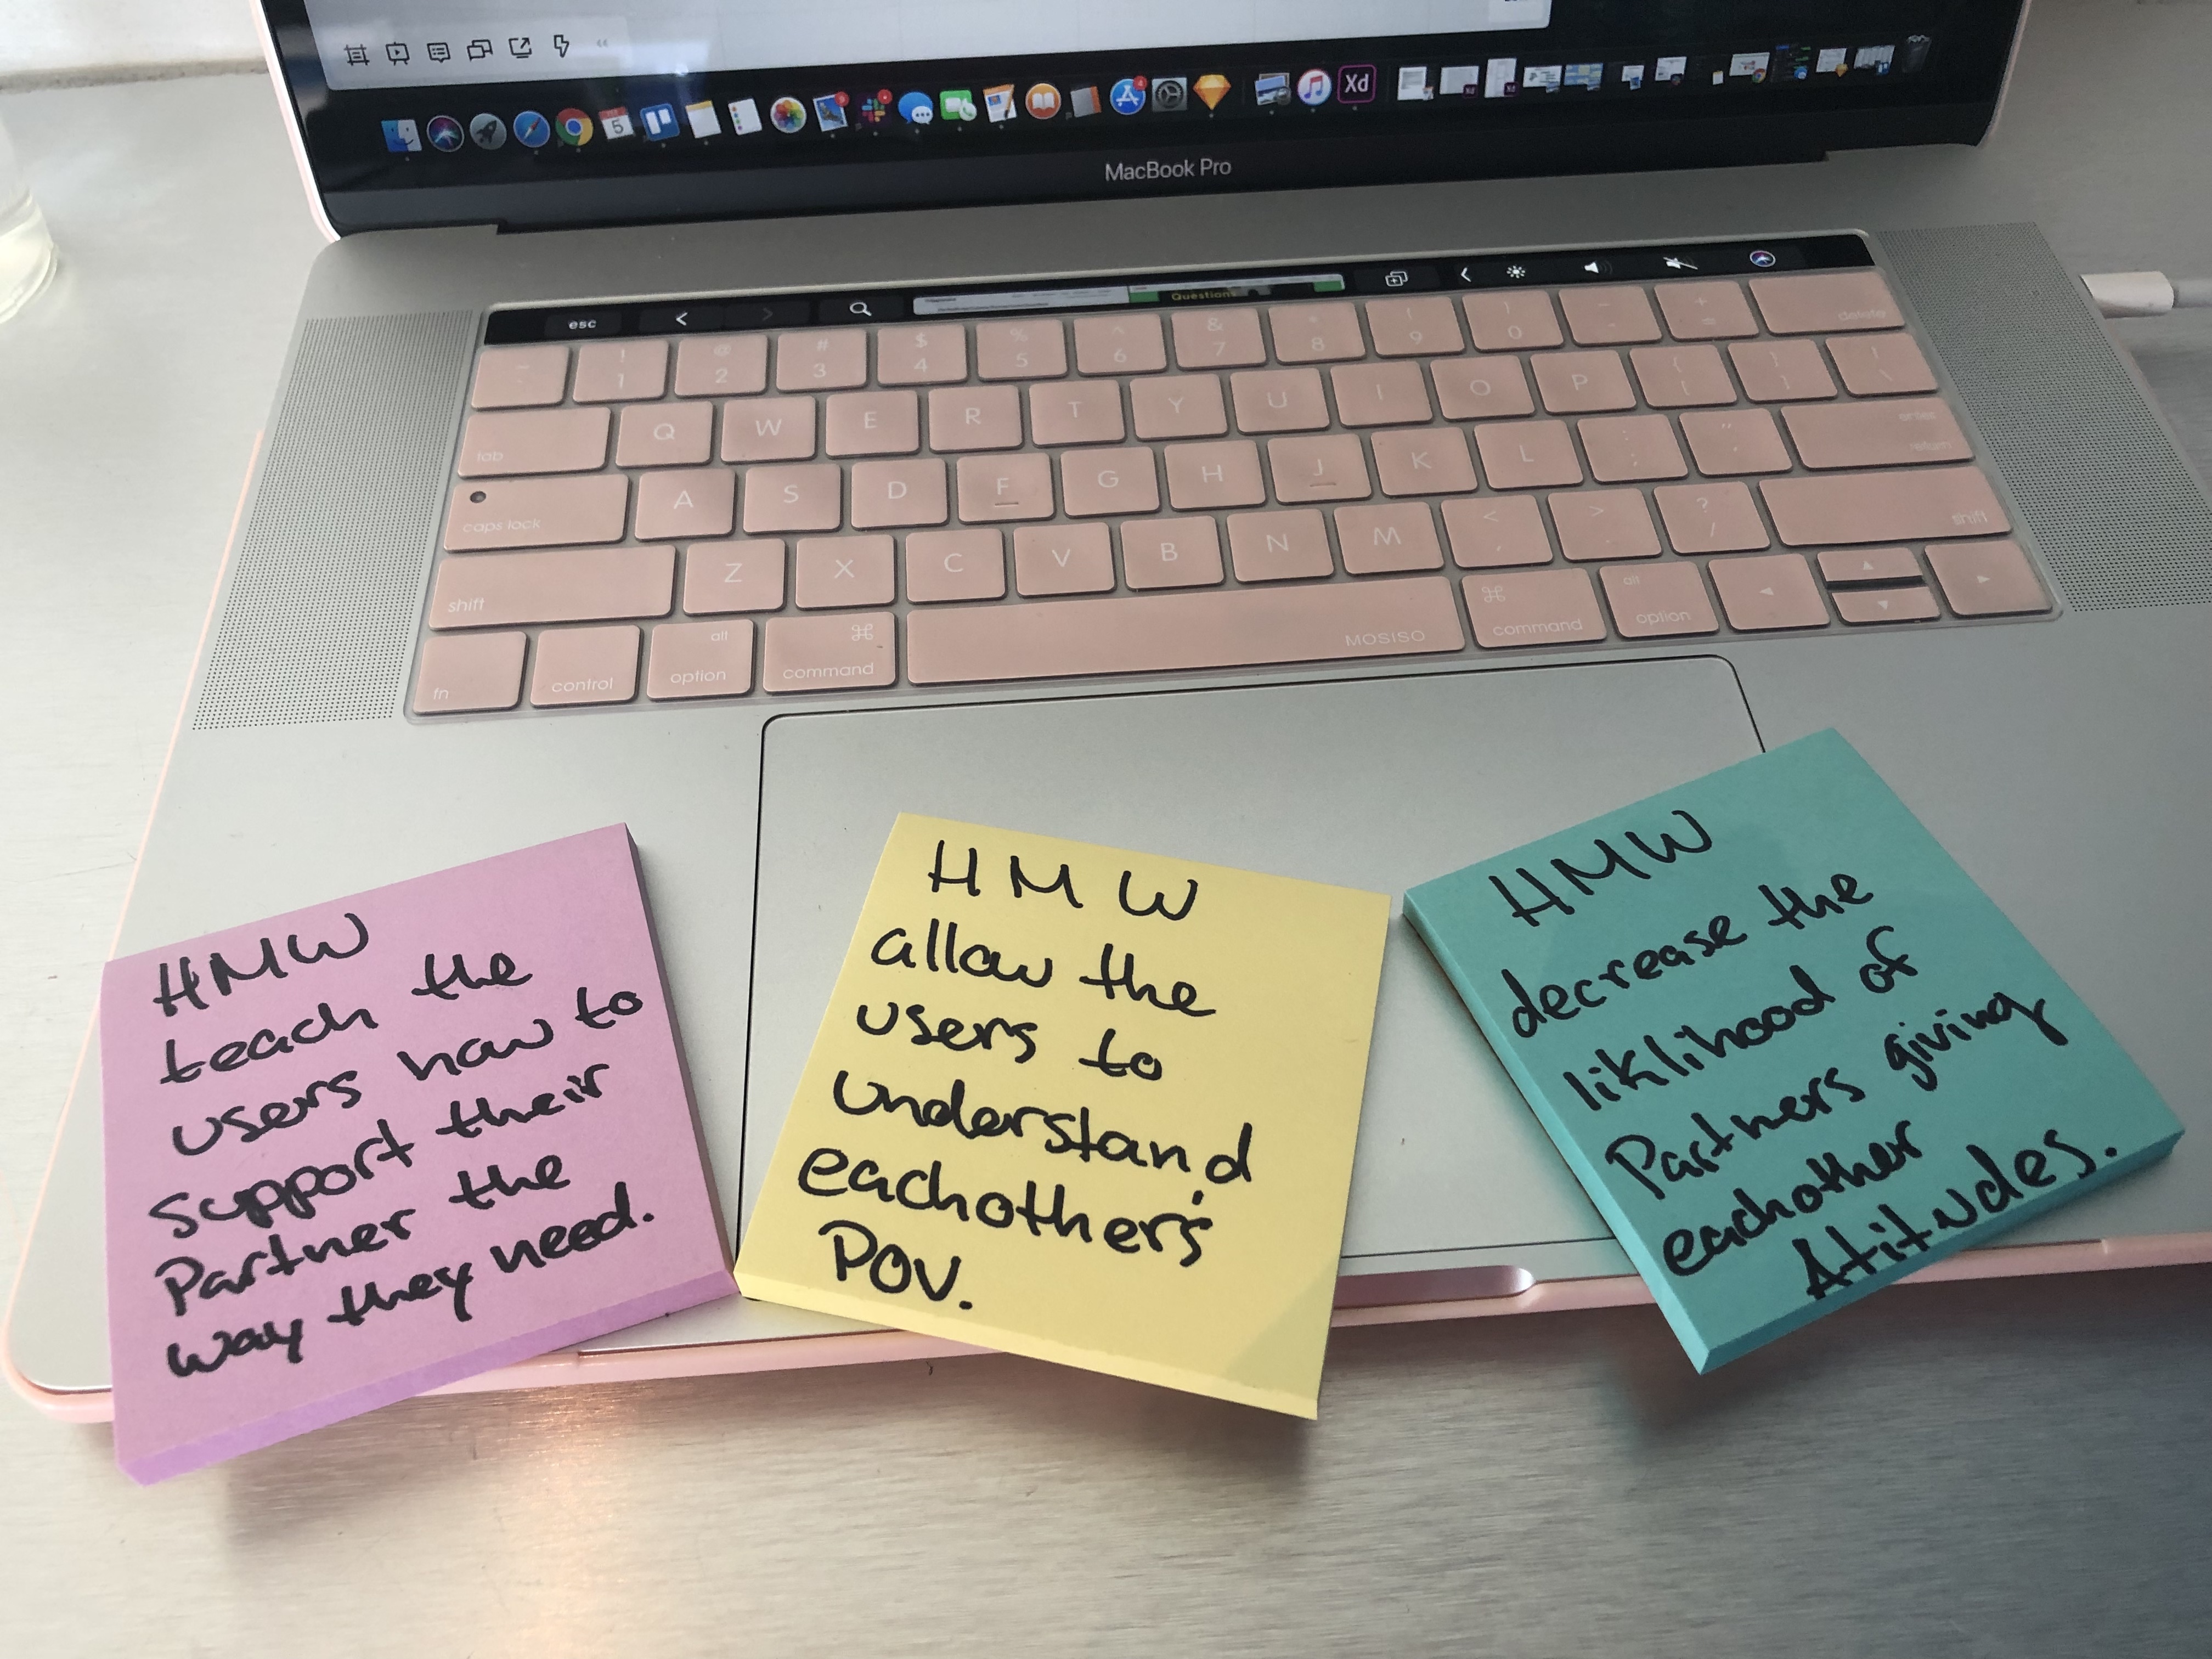 5
Xd
MacBook Pro
esc
Questions
! @ # $ % ^ & * ( ) _ +
1 2 3 4 5 6 7 8 9 0 - =
delete
tab Q W E R T Y U I O P { } |
[ ] \
enter
return
caps lock A S D F G H J K L : "
; '
shift Z X C V B N M < > ? shift
, . /
fn control alt option ⌘ command MOSISO ⌘ command alt option
HMW
teach the
users how to
support their
Partner the
way they need.
HMW
allow the
users to
understand
eachother's
POV.
HMW
decrease the
liklihood of
Partners giving
eachother
Atitudes.